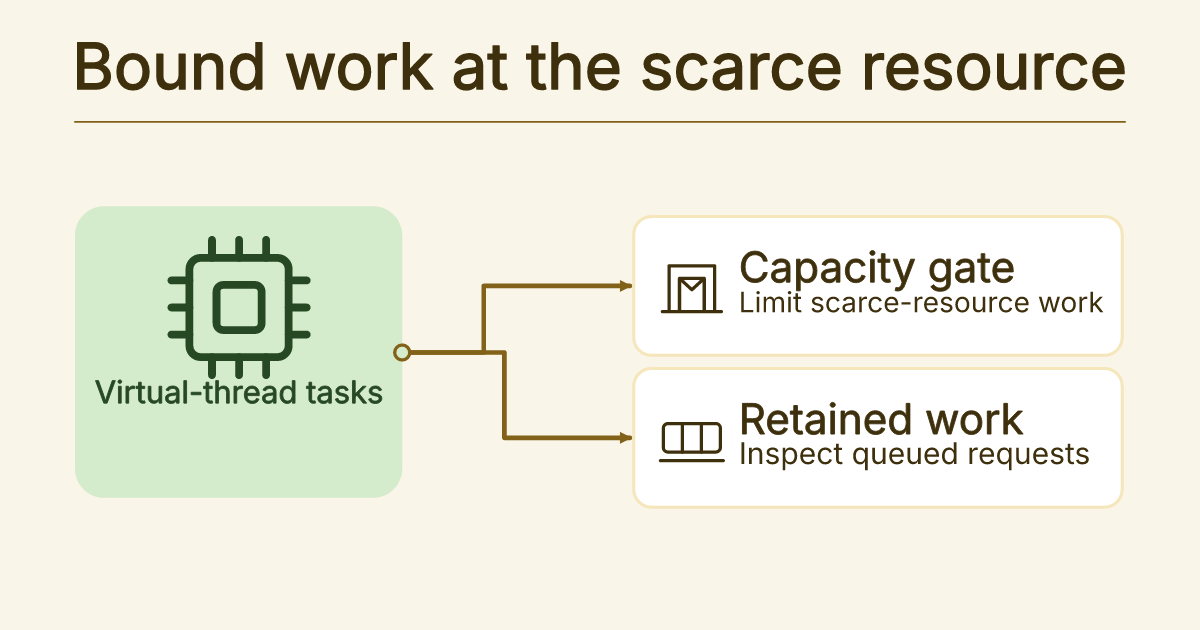 Bound work at the scarce resource
Virtual-thread tasks
Capacity gate
Limit scarce-resource work
Retained work
Inspect queued requests